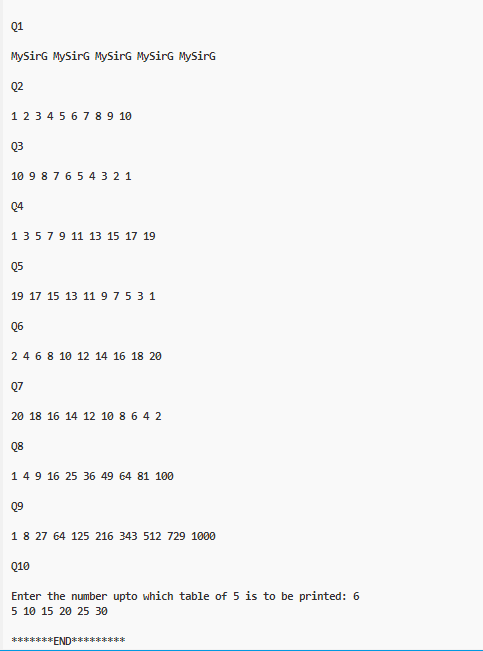 Q1
MySirG MySirG MySirG MySirG MySirG
Q2
1 2 3 4 5 6 7 8 9 10
Q3
10 9 8 7 6 5 4 3 2 1
Q4
1 3 5 7 9 11 13 15 17 19
Q5
19 17 15 13 11 9 7 5 3 1
Q6
2 4 6 8 10 12 14 16 18 20
Q7
20 18 16 14 12 10 8 6 4 2
Q8
1 4 9 16 25 36 49 64 81 100
Q9
1 8 27 64 125 216 343 512 729 1000
Q10
Enter the number upto which table of 5 is to be printed: 6
5 10 15 20 25 30
*******END*********